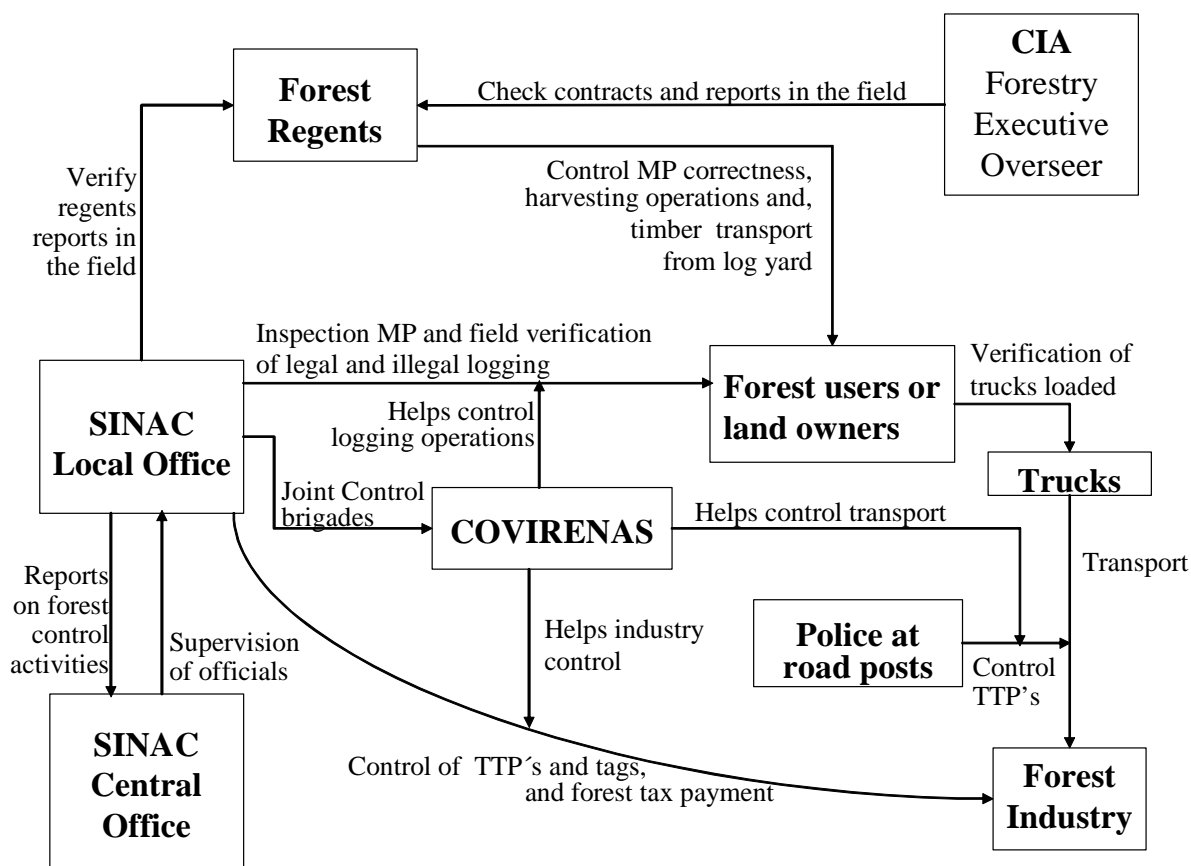 CIA
Forestry
Executive
Overseer
Forest
Regents
Check contracts and reports in the field
Verify
regents
reports in
the field
Control MP correctness,
harvesting operations and,
timber transport
from log yard
Inspection MP and field verification
of legal and illegal logging
Forest users or
land owners
Verification of
trucks loaded
SINAC
Local Office
Helps control
logging operations
Trucks
Joint Control
brigades
COVIRENAS
Helps control transport
Transport
Reports
on forest
control
activities
Supervision
of officials
Helps industry
control
Police at
road posts
Control
TTP’s
SINAC
Central
Office
Control of TTP´s and tags,
and forest tax payment
Forest
Industry